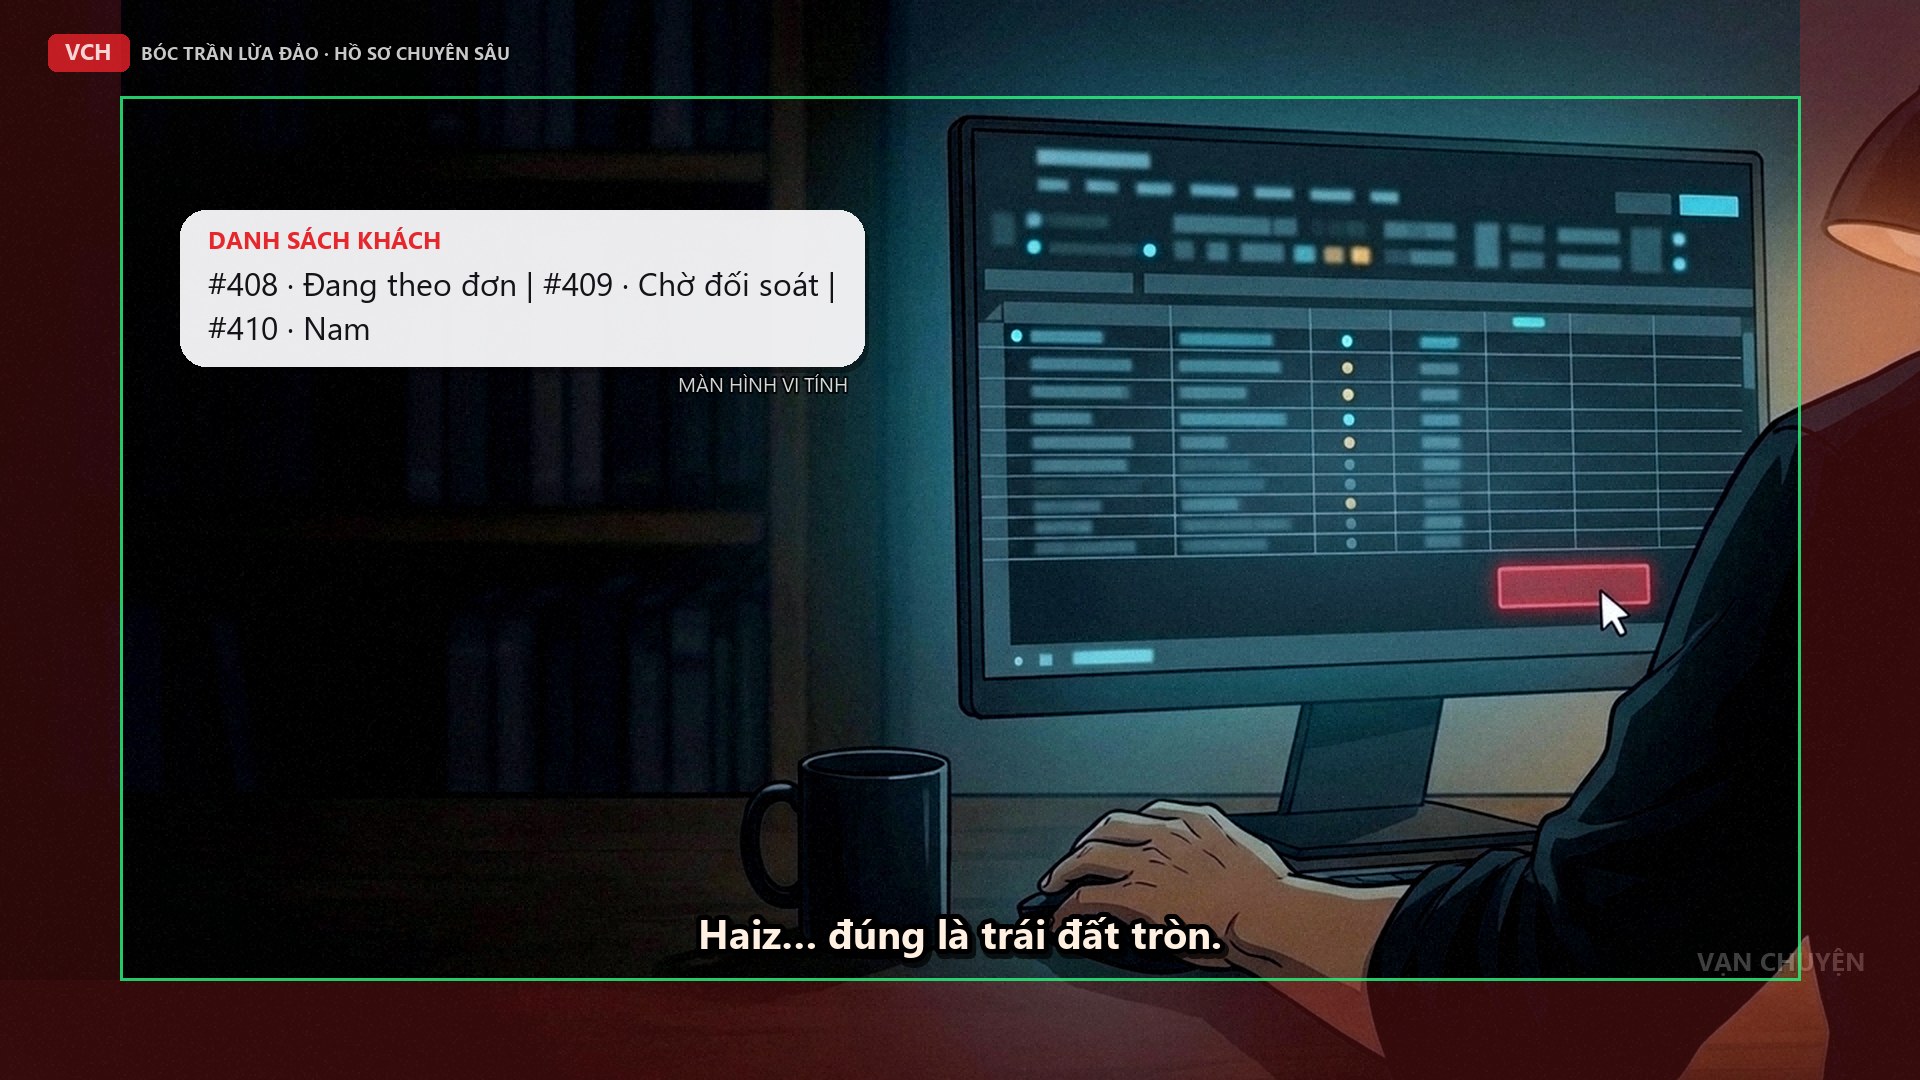 VCH BÓC TRẦN LỪA ĐẢO · HỒ SƠ CHUYÊN SÂU
DANH SÁCH KHÁCH
#408 · Đang theo đơn | #409 · Chờ đối soát |
#410 · Nam
MÀN HÌNH VI TÍNH
Haiz... đúng là trái đất tròn.
VẠN CHUYỆN